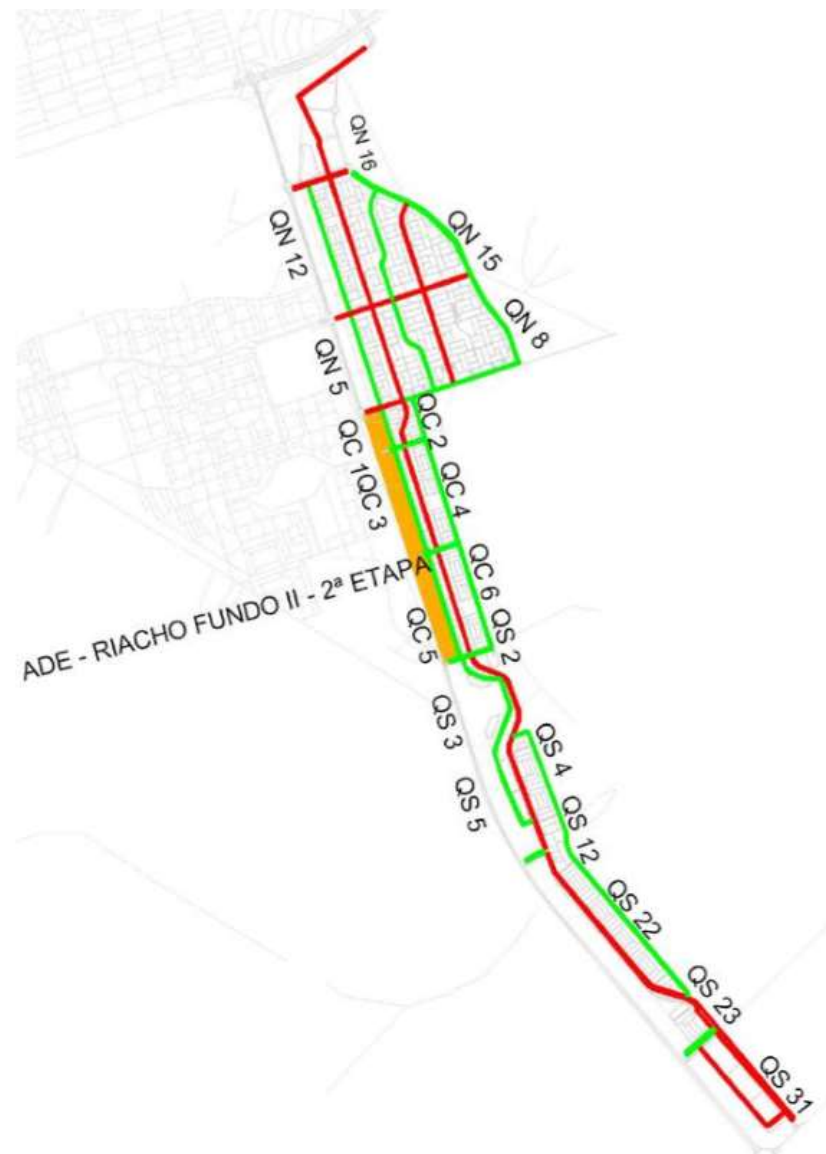 QN 16
QN 15
QN 12
QN 8
QN 5
QC 2
QC 1
QC 3
QC 4
ADE - RIACHO FUNDO II - 2ª ETAPA
QC 6
QC 5
QS 2
QS 3
QS 4
QS 5
QS 12
QS 22
QS 23
QS 31